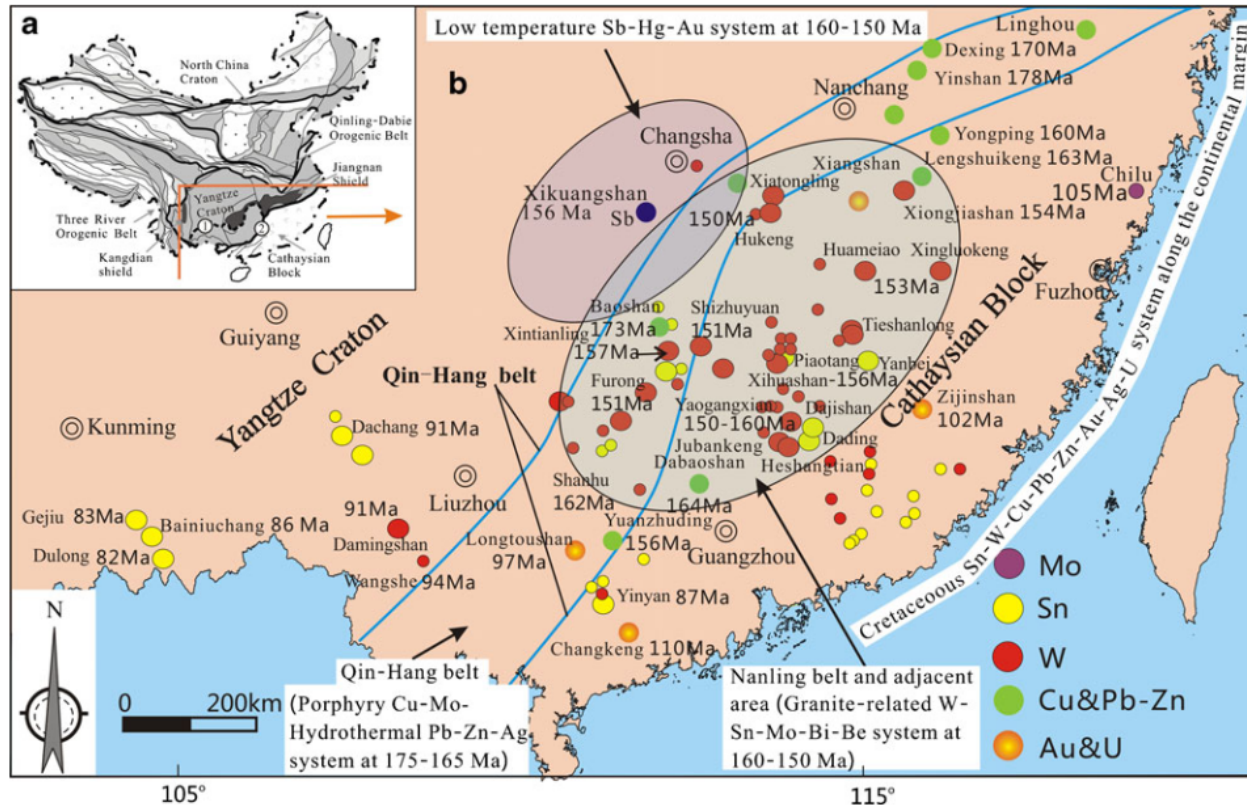 a
North China
Craton
Qinling-Dabie
Orogenic Belt
Jiangnan
Shield
Yangtze
Craton
Three River
Orogenic Belt
Kangdian
shield
Cathaysian
Block
1
2
Low temperature Sb-Hg-Au system at 160-150 Ma
b
Linghou
Dexing 170Ma
Yinshan 178Ma
Nanchang
Changsha
Yongping 160Ma
Lengshuikeng 163Ma
Chilu
105Ma
Xiangshan
Xiatongling
Xikuangshan
156 Ma
Sb
150Ma
Xiongjiashan 154Ma
Hukeng
Huameiao
Xingluokeng
153Ma
Fuzhou
Guiyang
Baoshan
173Ma
Shizhuyuan
151Ma
Xintianling
157Ma
Tieshanlong
Piaotang
Yanbei
Yangtze Craton
Qin-Hang belt
Cathaysian Block
Furong
151Ma
Xihuashan-156Ma
Zijinshan
102Ma
Yaogangxian
150-160Ma
Dajishan
Kunming
Dachang 91Ma
Jubankeng
Dading
Dabaoshan
164Ma
Heshangtian
Liuzhou
Shanhu
162Ma
Gejiu 83Ma
Bainiuchang 86 Ma
Dulong 82Ma
91Ma
Damingshan
Wangshe 94Ma
Longtoushan
97Ma
Yuanzhuding
156Ma
Guangzhou
Yinyan 87Ma
Changkeng 110Ma
Cretaceoous Sn-W-Cu-Pb-Zn-Au-Ag-U system along the continental margin
N
0 200km
Qin-Hang belt
(Porphyry Cu-Mo-
Hydrothermal Pb-Zn-Ag
system at 175-165 Ma)
Nanling belt and adjacent
area (Granite-related W-
Sn-Mo-Bi-Be system at
160-150 Ma)
Mo
Sn
W
Cu&Pb-Zn
Au&U
105°
115°